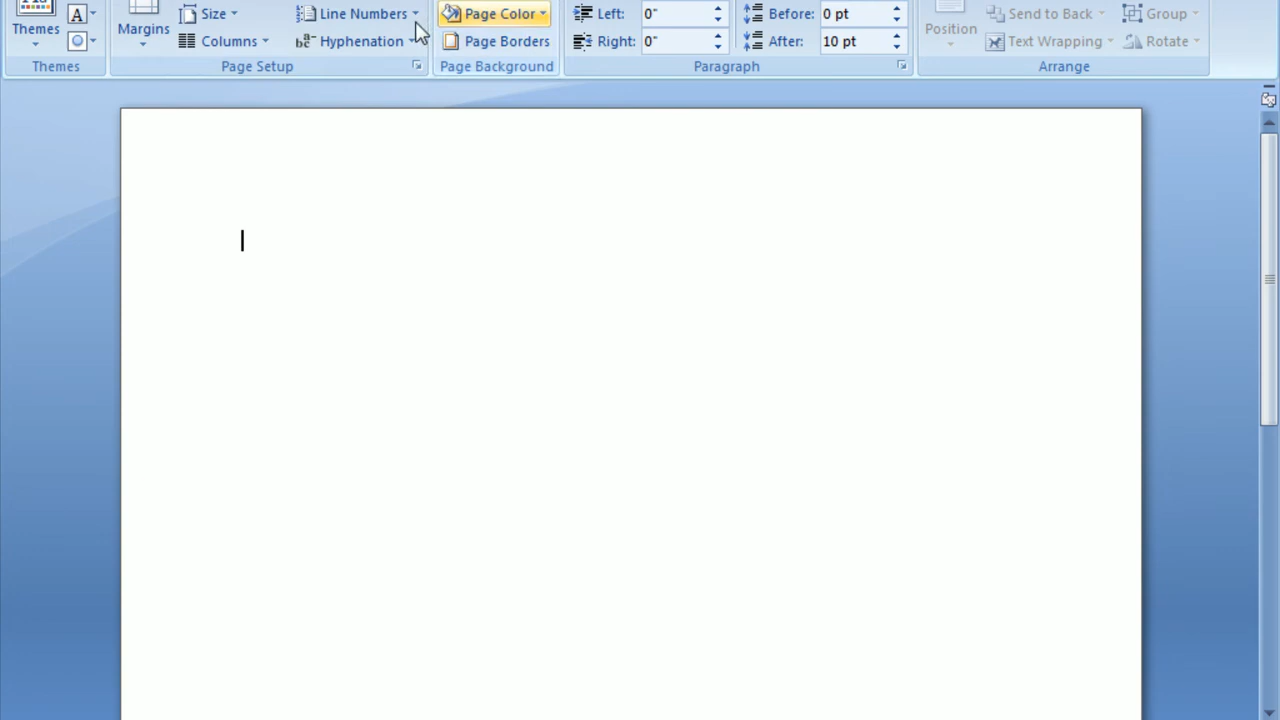 Size Line Numbers Page Color Left: 0" Before: 0 pt Send to Back Group
Themes Margins Position
Columns Hyphenation Page Borders Right: 0" After: 10 pt Text Wrapping Rotate
Themes Page Setup Page Background Paragraph Arrange